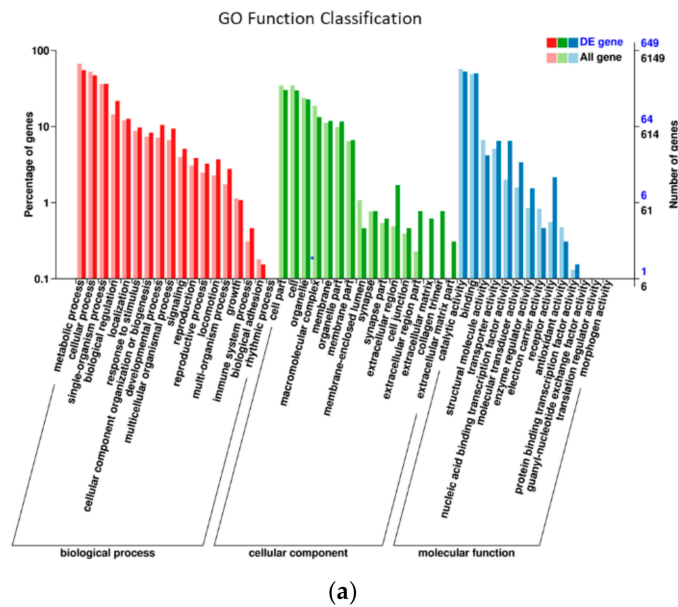 GO Function Classification
100
10
1
0.1
Percentage of genes
DE gene
All gene
649
6149
64
614
6
61
1
6
Number of genes
metabolic process
cellular process
single-organism process
biological regulation
localization
response to stimulus
cellular component organization or biogenesis
developmental process
multicellular organismal process
signaling
reproduction
reproductive process
locomotion
multi-organism process
growth
immune system process
biological adhesion
rhythmic process
cell part
cell
organelle
macromolecular complex
membrane
organelle part
membrane part
membrane-enclosed lumen
synapse
synapse part
extracellular region
cell junction
extracellular region part
extracellular matrix
collagen trimer
extracellular matrix part
catalytic activity
binding
structural molecule activity
transporter activity
nucleic acid binding transcription factor activity
molecular transducer activity
enzyme regulator activity
electron carrier activity
receptor activity
antioxidant activity
protein binding transcription factor activity
guanyl-nucleotide exchange factor activity
translation regulator activity
morphogen activity
biological process
cellular component
molecular function
(a)